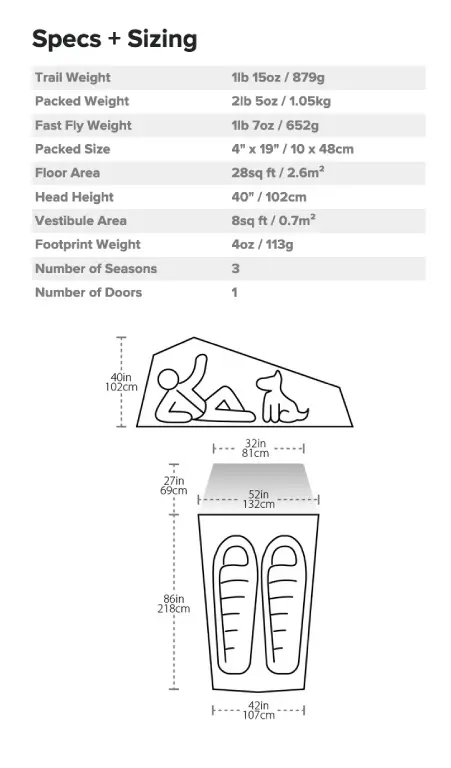 Specs + Sizing
Trail Weight 1lb 15oz / 879g
Packed Weight 2lb 5oz / 1.05kg
Fast Fly Weight 1lb 7oz / 652g
Packed Size 4" x 19" / 10 x 48cm
Floor Area 28sq ft / 2.6m²
Head Height 40" / 102cm
Vestibule Area 8sq ft / 0.7m²
Footprint Weight 4oz / 113g
Number of Seasons 3
Number of Doors 1
40in
102cm
32in
81cm
27in
69cm
52in
132cm
86in
218cm
42in
107cm